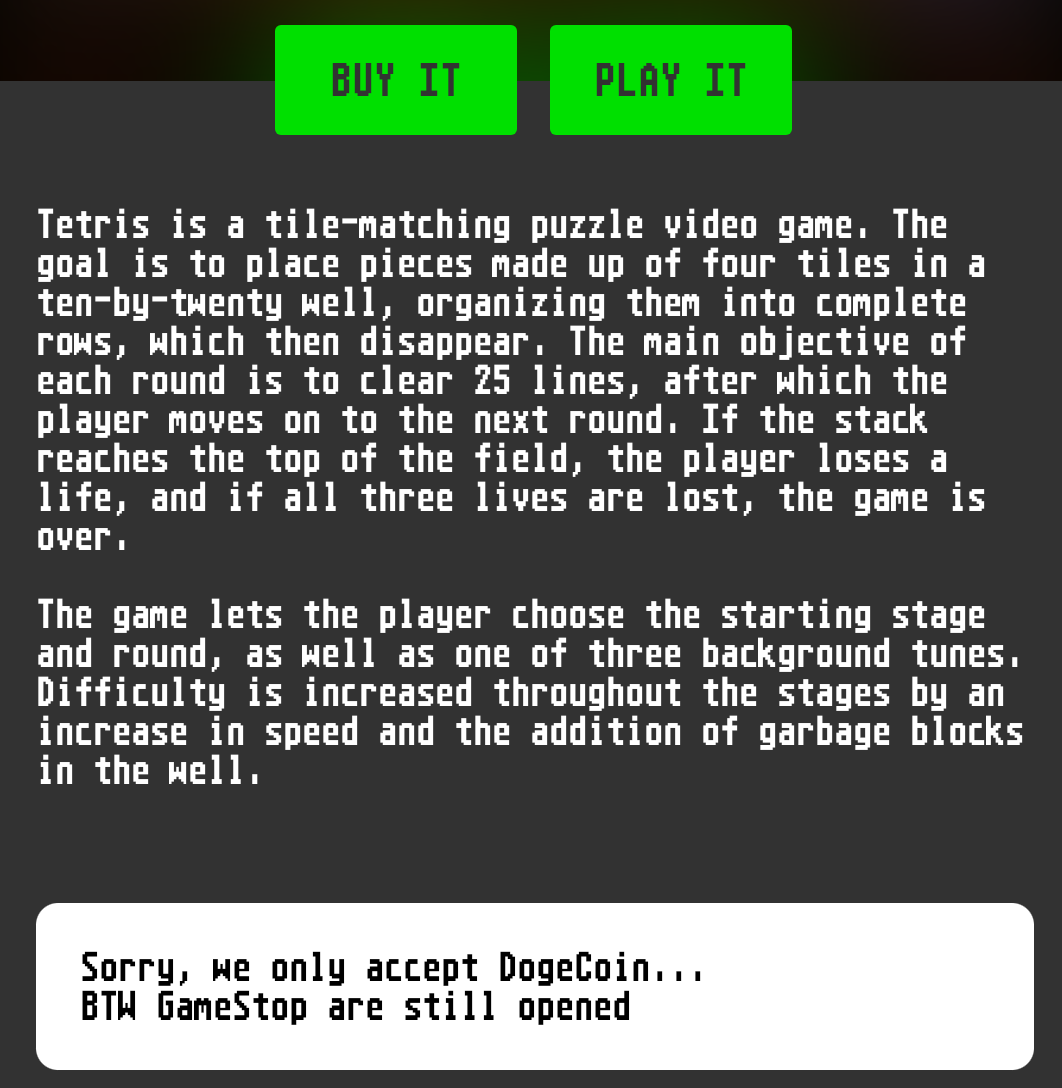 BUY IT
PLAY IT
Tetris is a tile-matching puzzle video game. The
goal is to place pieces made up of four tiles in a
ten-by-twenty well, organizing them into complete
rows, which then disappear. The main objective of
each round is to clear 25 lines, after which the
player moves on to the next round. If the stack
reaches the top of the field, the player loses a
life, and if all three lives are lost, the game is
over.
The game lets the player choose the starting stage
and round, as well as one of three background tunes.
Difficulty is increased throughout the stages by an
increase in speed and the addition of garbage blocks
in the well.
Sorry, we only accept DogeCoin...
BTW GameStop are still opened